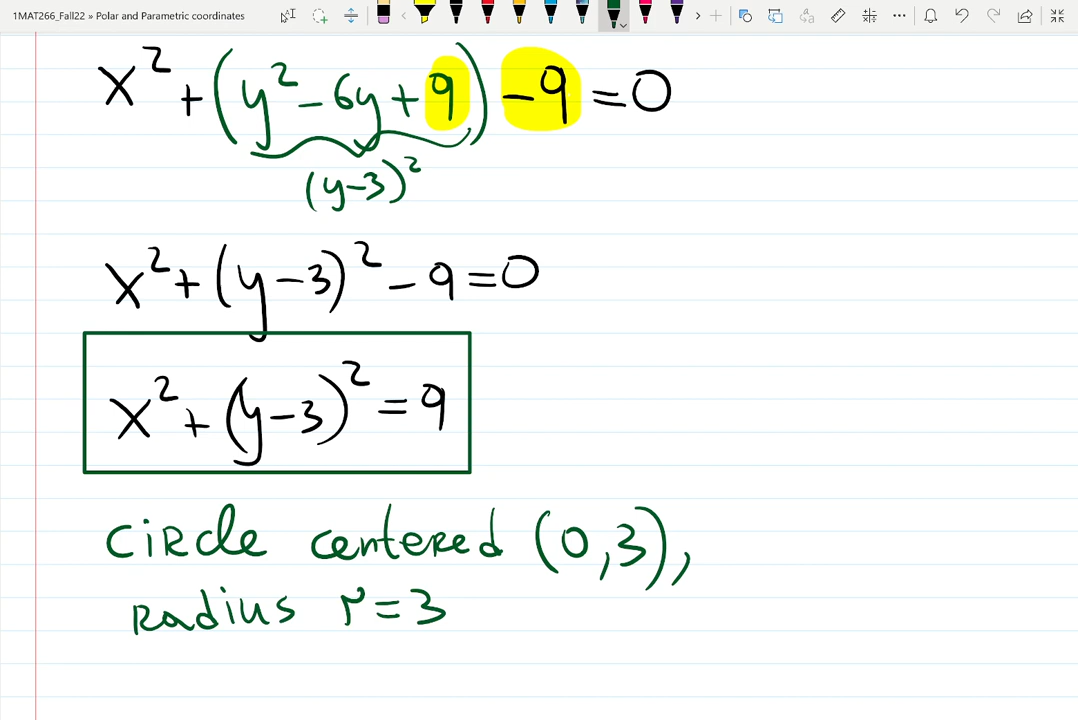 1MAT266_Fall22 » Polar and Parametric coordinates
x² + (y² - 6y + 9) - 9 = 0
(y-3)²
x² + (y-3)² - 9 = 0
x² + (y-3)² = 9
circle centered (0,3),
radius r=3